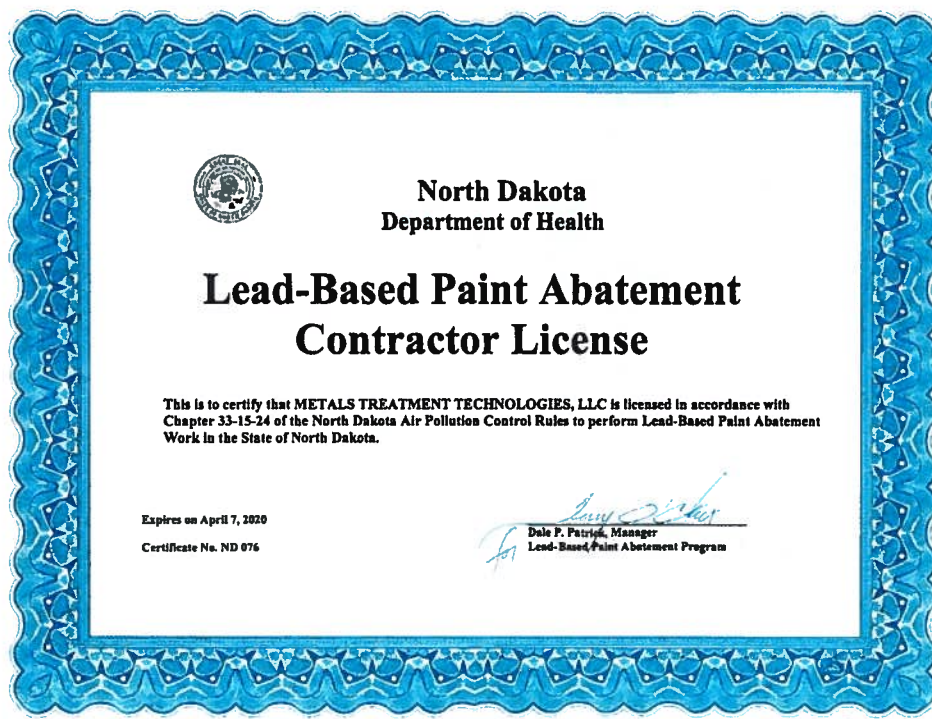 North Dakota
Department of Health
Lead-Based Paint Abatement
Contractor License
This is to certify that METALS TREATMENT TECHNOLOGIES, LLC is licensed in accordance with
Chapter 33-15-24 of the North Dakota Air Pollution Control Rules to perform Lead-Based Paint Abatement
Work in the State of North Dakota.
Expires on April 7, 2020
Certificate No. ND 076
for
Dale P. Patrick, Manager
Lead-Based Paint Abatement Program